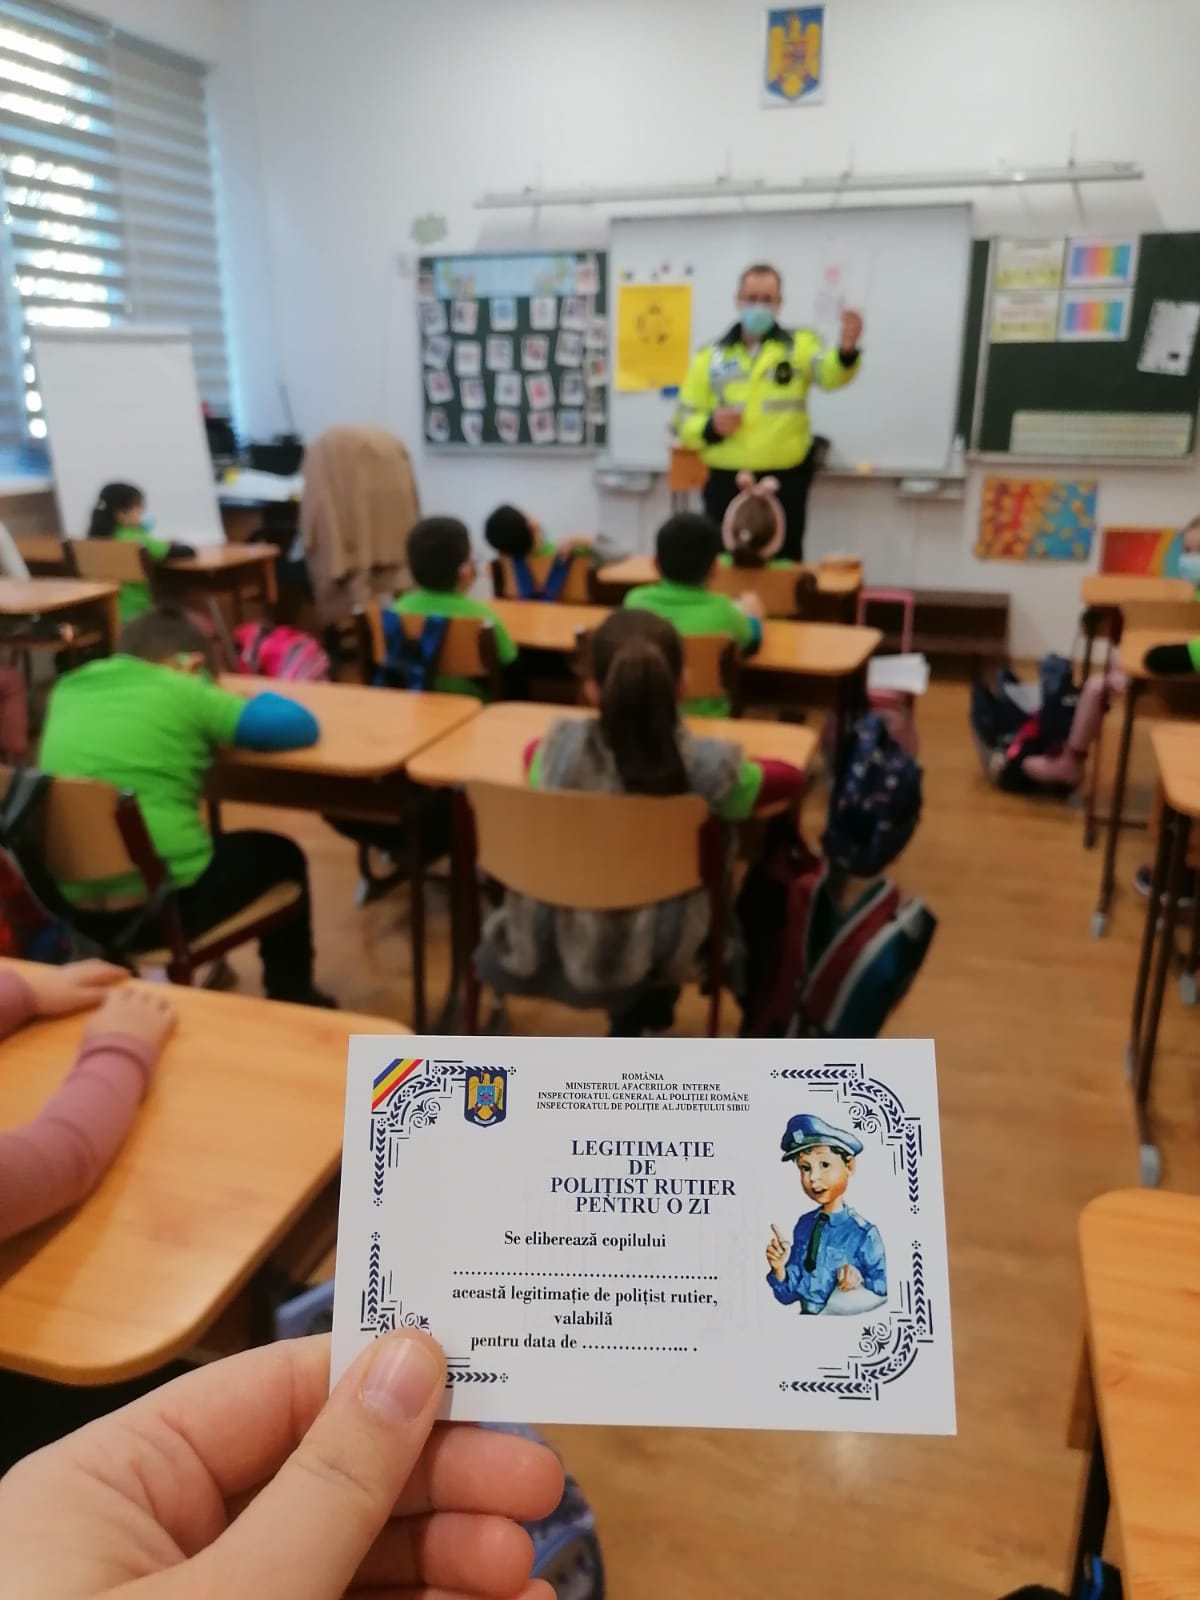 ROMÂNIA
MINISTERUL AFACERILOR INTERNE
INSPECTORATUL GENERAL AL POLIȚIEI ROMÂNE
INSPECTORATUL DE POLIȚIE AL JUDEȚULUI SIBIU
LEGITIMAȚIE
DE
POLIȚIST RUTIER
PENTRU O ZI
Se eliberează copilului
………………………………….…..
această legitimație de polițist rutier,
valabilă
pentru data de ……………... .